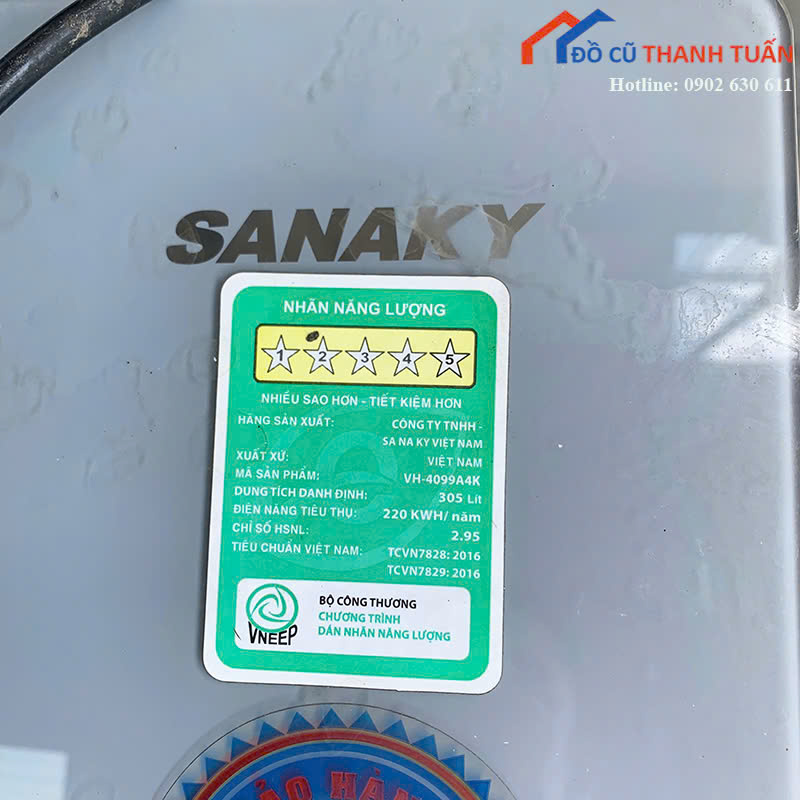 ĐỒ CŨ THANH TUẤN
Hotline: 0902 630 611
SANAKY
NHÃN NĂNG LƯỢNG
1 2 3 4 5
NHIỀU SAO HƠN - TIẾT KIỆM HƠN
HÃNG SẢN XUẤT: CÔNG TY TNHH -
SA NA KY VIỆT NAM
XUẤT XỨ: VIỆT NAM
MÃ SẢN PHẨM: VH-4099A4K
DUNG TÍCH DANH ĐỊNH: 305 Lít
ĐIỆN NĂNG TIÊU THỤ: 220 KWH/ năm
CHỈ SỐ HSNL: 2.95
TIÊU CHUẨN VIỆT NAM: TCVN7828: 2016
TCVN7829: 2016
BỘ CÔNG THƯƠNG
CHƯƠNG TRÌNH
DÁN NHÃN NĂNG LƯỢNG
VNEEP